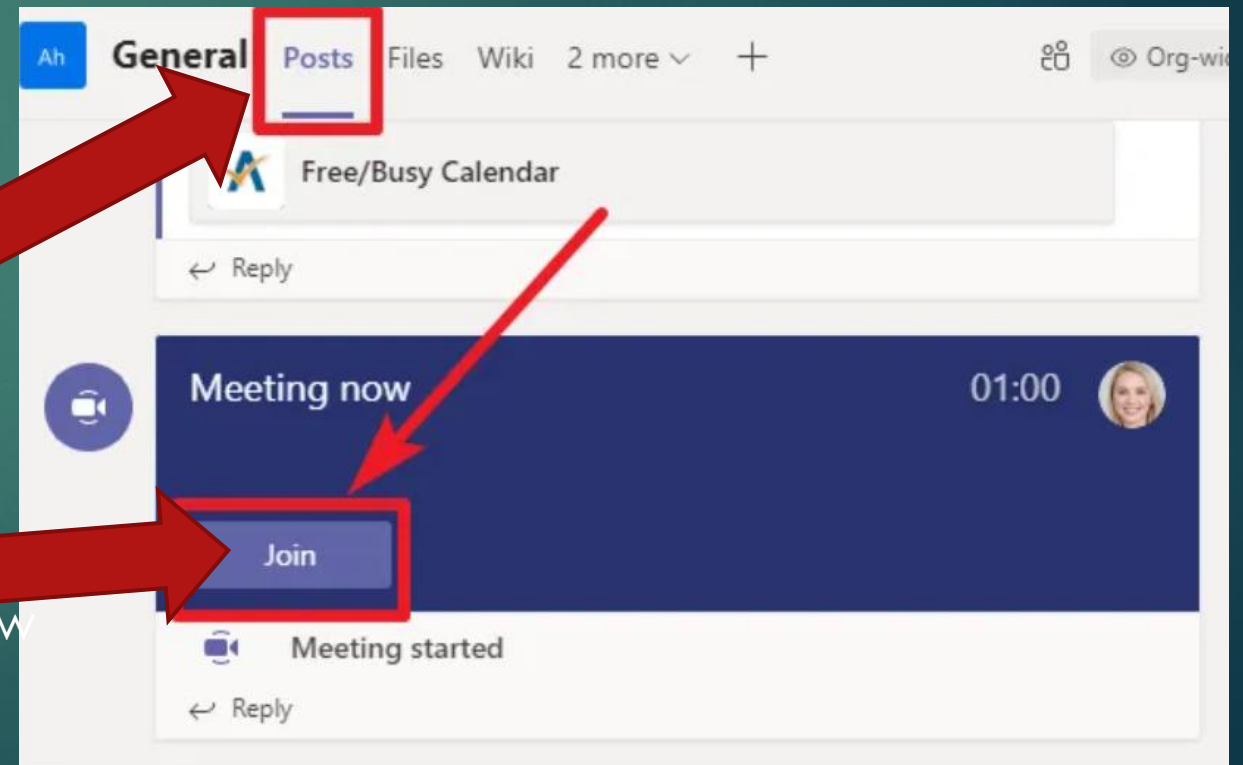 Ah General Posts Files Wiki 2 more + Org-wid
Free/Busy Calendar
Reply
Meeting now 01:00
Join
w
Meeting started
Reply